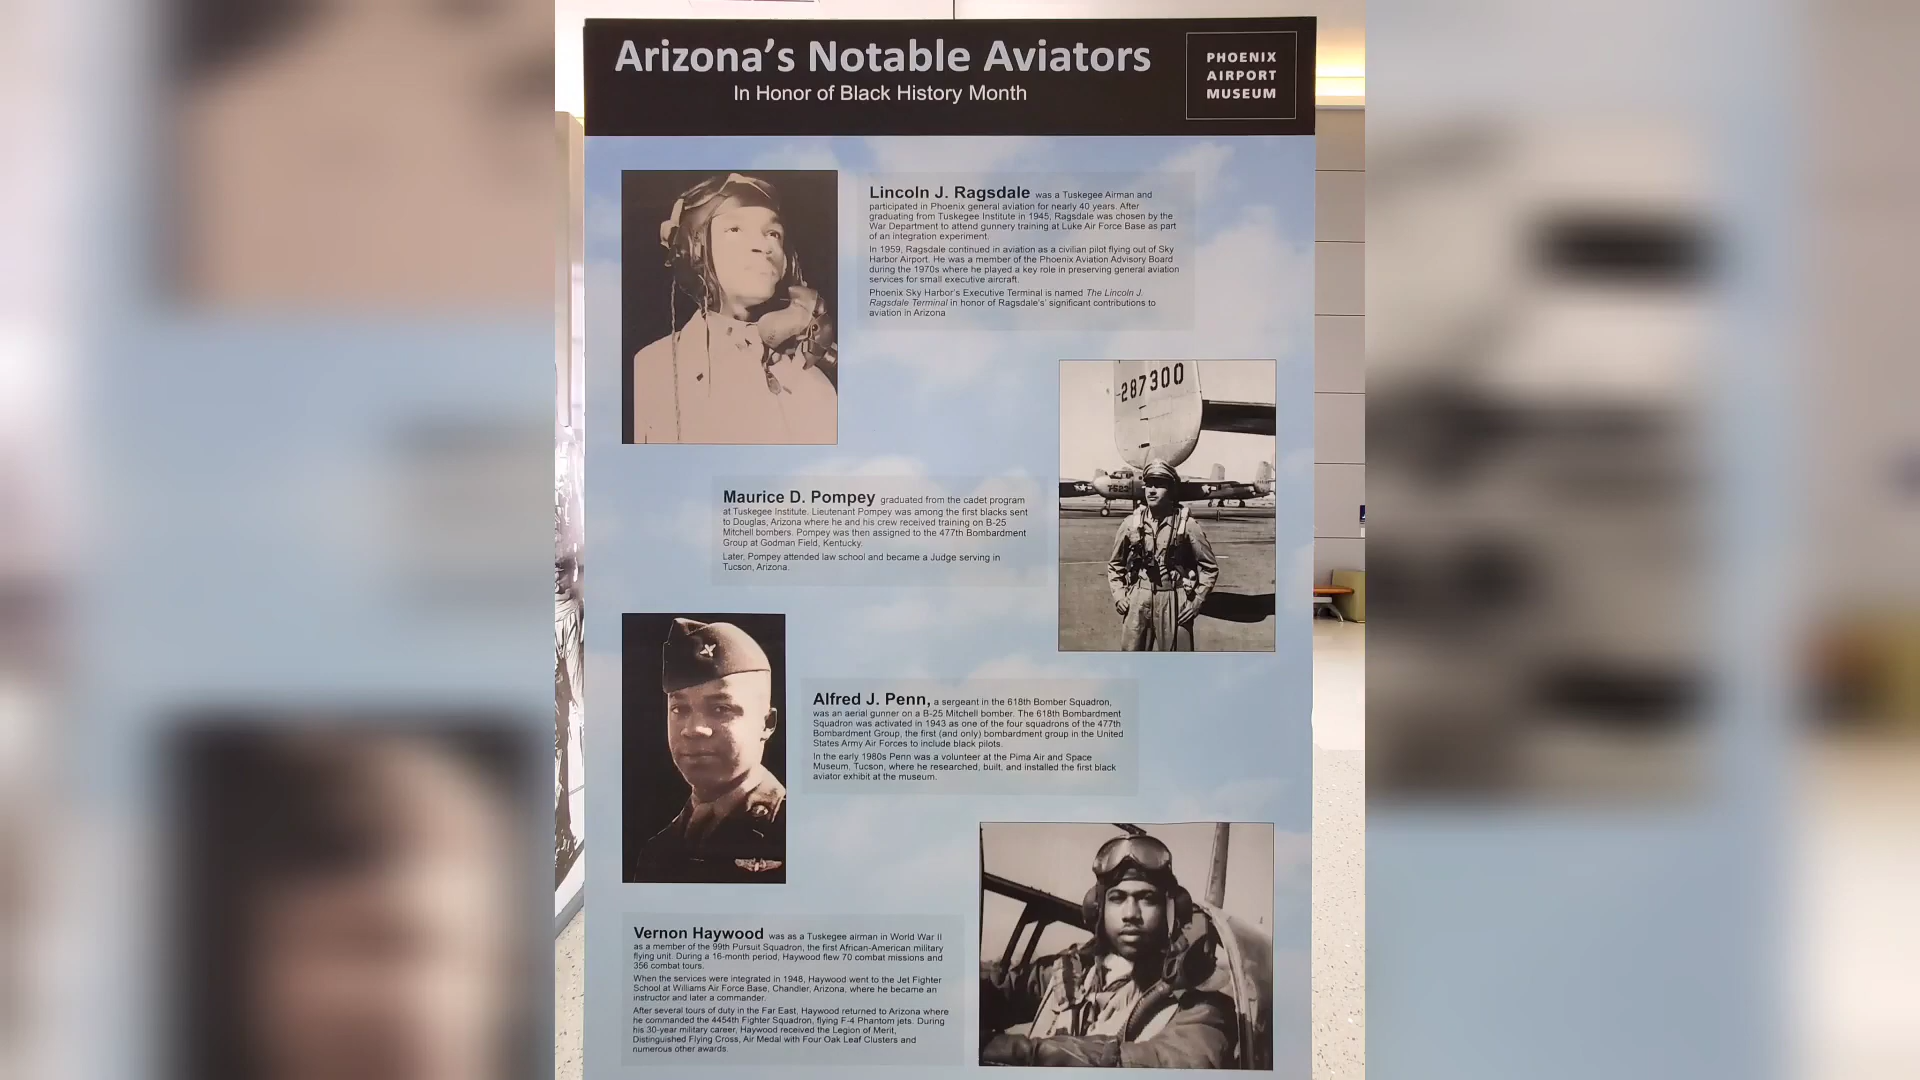 Arizona's Notable Aviators
In Honor of Black History Month
PHOENIX
AIRPORT
MUSEUM
Lincoln J. Ragsdale was a Tuskegee Airman and
participated in Phoenix general aviation for nearly 40 years. After
graduating from Tuskegee Institute in 1945, Ragsdale was chosen by the
War Department to attend gunnery training at Luke Air Force Base as part
of an integration experiment.
In 1959, Ragsdale continued in aviation as a civilian pilot flying out of Sky
Harbor Airport. He was a member of the Phoenix Aviation Advisory Board
during the 1970s where he played a key role in preserving general aviation
services for small executive aircraft.
Phoenix Sky Harbor's Executive Terminal is named The Lincoln J.
Ragsdale Terminal in honor of Ragsdale's' significant contributions to
aviation in Arizona
287300
7523
Maurice D. Pompey graduated from the cadet program
at Tuskegee Institute. Lieutenant Pompey was among the first blacks sent
to Douglas, Arizona where he and his crew received training on B-25
Mitchell bombers. Pompey was then assigned to the 477th Bombardment
Group at Godman Field, Kentucky.
Later, Pompey attended law school and became a Judge serving in
Tucson, Arizona.
Alfred J. Penn, a sergeant in the 618th Bomber Squadron,
was an aerial gunner on a B-25 Mitchell bomber. The 618th Bombardment
Squadron was activated in 1943 as one of the four squadrons of the 477th
Bombardment Group, the first (and only) bombardment group in the United
States Army Air Forces to include black pilots.
In the early 1980s Penn was a volunteer at the Pima Air and Space
Museum, Tucson, where he researched, built, and installed the first black
aviator exhibit at the museum.
Vernon Haywood was as a Tuskegee airman in World War II
as a member of the 99th Pursuit Squadron, the first African-American military
flying unit. During a 16-month period, Haywood flew 70 combat missions and
356 combat tours.
When the services were integrated in 1948, Haywood went to the Jet Fighter
School at Williams Air Force Base, Chandler, Arizona, where he became an
instructor and later a commander.
After several tours of duty in the Far East, Haywood returned to Arizona where
he commanded the 4454th Fighter Squadron, flying F-4 Phantom jets. During
his 30-year military career, Haywood received the Legion of Merit,
Distinguished Flying Cross, Air Medal with Four Oak Leaf Clusters and
numerous other awards.